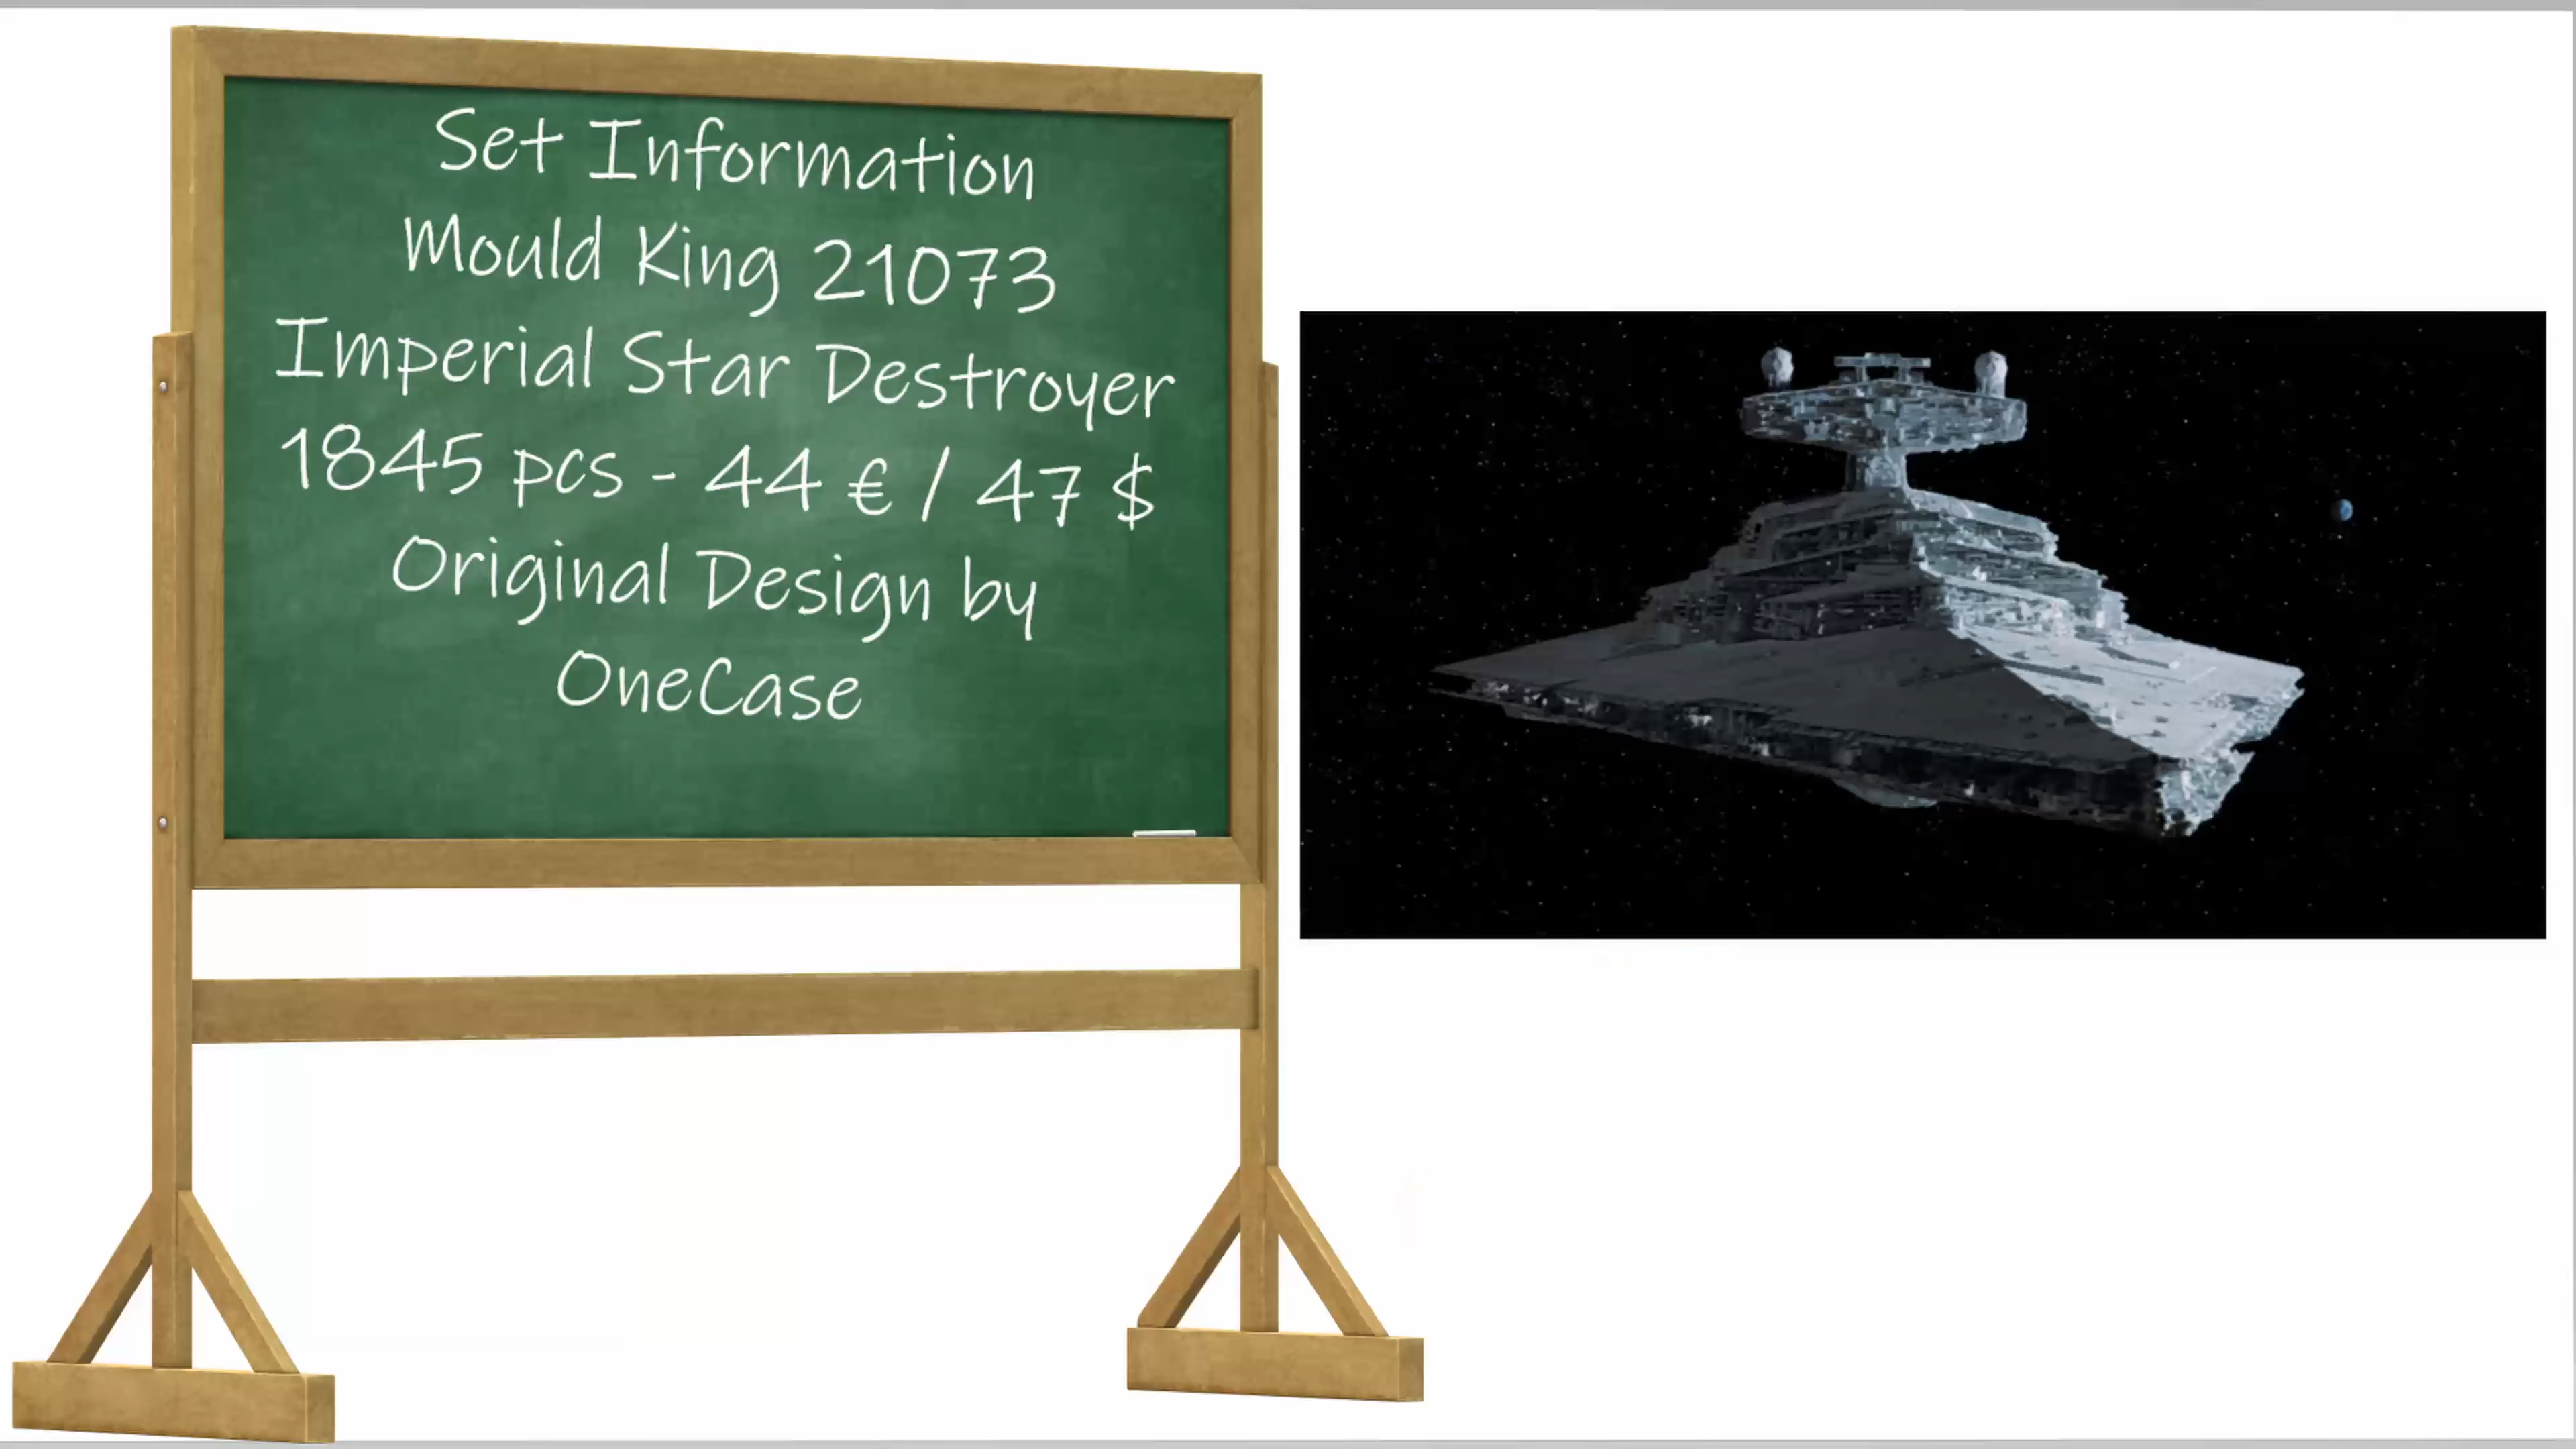 Set Information
Mould King 21073
Imperial Star Destroyer
1845 pcs - 44 € / 47 $
Original Design by
OneCase